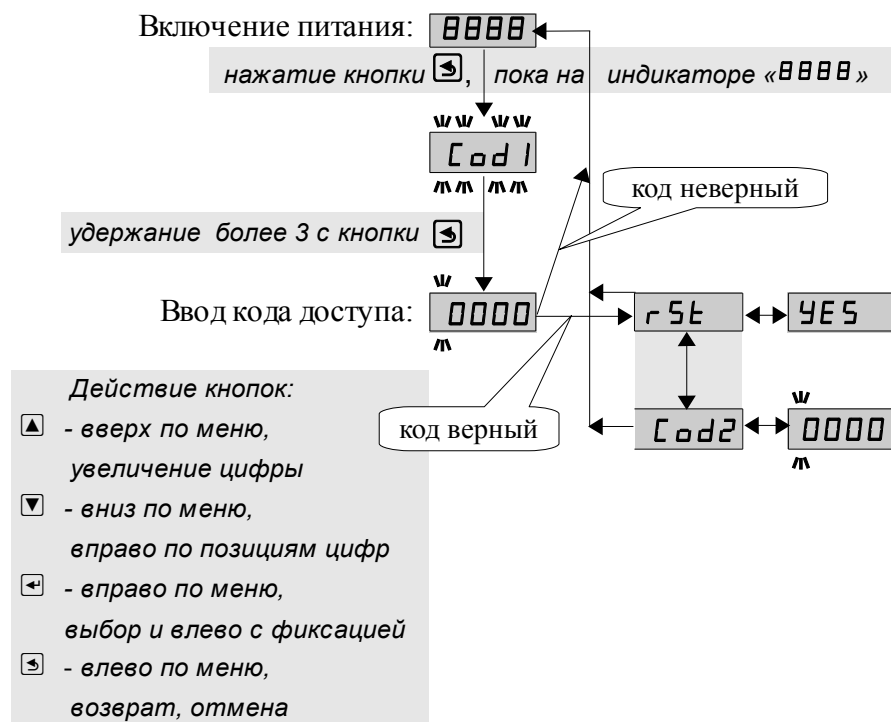 Включение питания: 8888
нажатие кнопки , пока на индикаторе «8888»
Cod1
код неверный
удержание более 3 с кнопки
Ввод кода доступа: 0000 rSt YES
Действие кнопок:
- вверх по меню,
увеличение цифры
код верный Cod2 0000
- вниз по меню,
вправо по позициям цифр
- вправо по меню,
выбор и влево с фиксацией
- влево по меню,
возврат, отмена